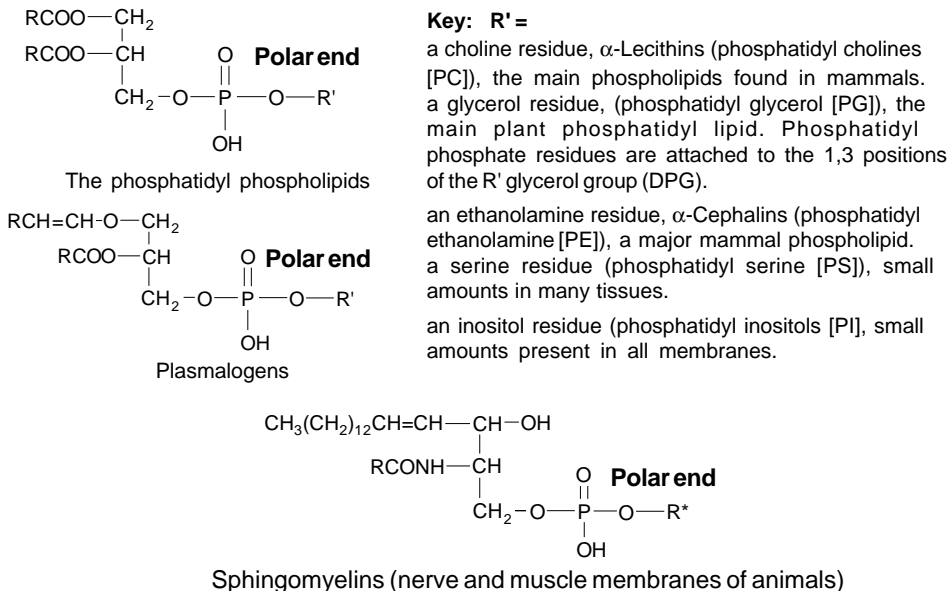 RCOO—CH2
RCOO—CH
O
Polar end
CH2—O—P—O—R'
OH
The phosphatidyl phospholipids
RCH=CH-O—CH2
RCOO—CH
O
Polar end
CH2—O—P—O—R'
OH
Plasmalogens
Key: R' =
a choline residue, α-Lecithins (phosphatidyl cholines
[PC]), the main phospholipids found in mammals.
a glycerol residue, (phosphatidyl glycerol [PG]), the
main plant phosphatidyl lipid. Phosphatidyl
phosphate residues are attached to the 1,3 positions
of the R' glycerol group (DPG).
an ethanolamine residue, α-Cephalins (phosphatidyl
ethanolamine [PE]), a major mammal phospholipid.
a serine residue (phosphatidyl serine [PS]), small
amounts in many tissues.
an inositol residue (phosphatidyl inositols [PI], small
amounts present in all membranes.
CH3(CH2)12CH=CH—CH—OH
RCONH—CH
O
Polar end
CH2—O—P—O—R*
OH
Sphingomyelins (nerve and muscle membranes of animals)